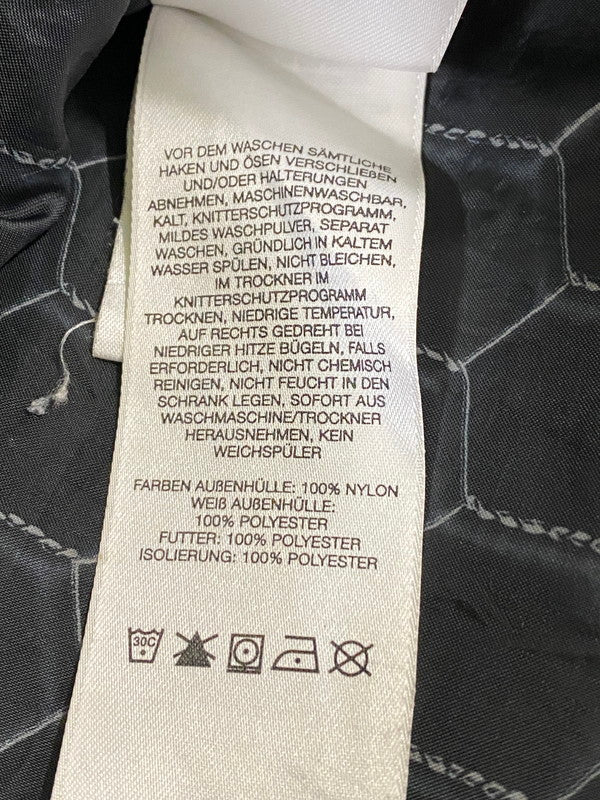 VOR DEM WASCHEN SÄMTLICHE
HAKEN UND ÖSEN VERSCHLIEßEN
UND/ODER HALTERUNGEN
ABNEHMEN, MASCHINENWASCHBAR,
KALT, KNITTERSCHUTZPROGRAMM,
MILDES WASCHPULVER, SEPARAT
WASCHEN, GRÜNDLICH IN KALTEM
WASSER SPÜLEN, NICHT BLEICHEN,
IM TROCKNER IM
KNITTERSCHUTZPROGRAMM
TROCKNEN, NIEDRIGE TEMPERATUR,
AUF RECHTS GEDREHT BEI
NIEDRIGER HITZE BÜGELN, FALLS
ERFORDERLICH, NICHT CHEMISCH
REINIGEN, NICHT FEUCHT IN DEN
SCHRANK LEGEN, SOFORT AUS
WASCHMASCHINE/TROCKNER
HERAUSNEHMEN, KEIN
WEICHSPÜLER
FARBEN AUßENHÜLLE: 100% NYLON
WEIß AUßENHÜLLE:
100% POLYESTER
FUTTER: 100% POLYESTER
ISOLIERUNG: 100% POLYESTER
30C